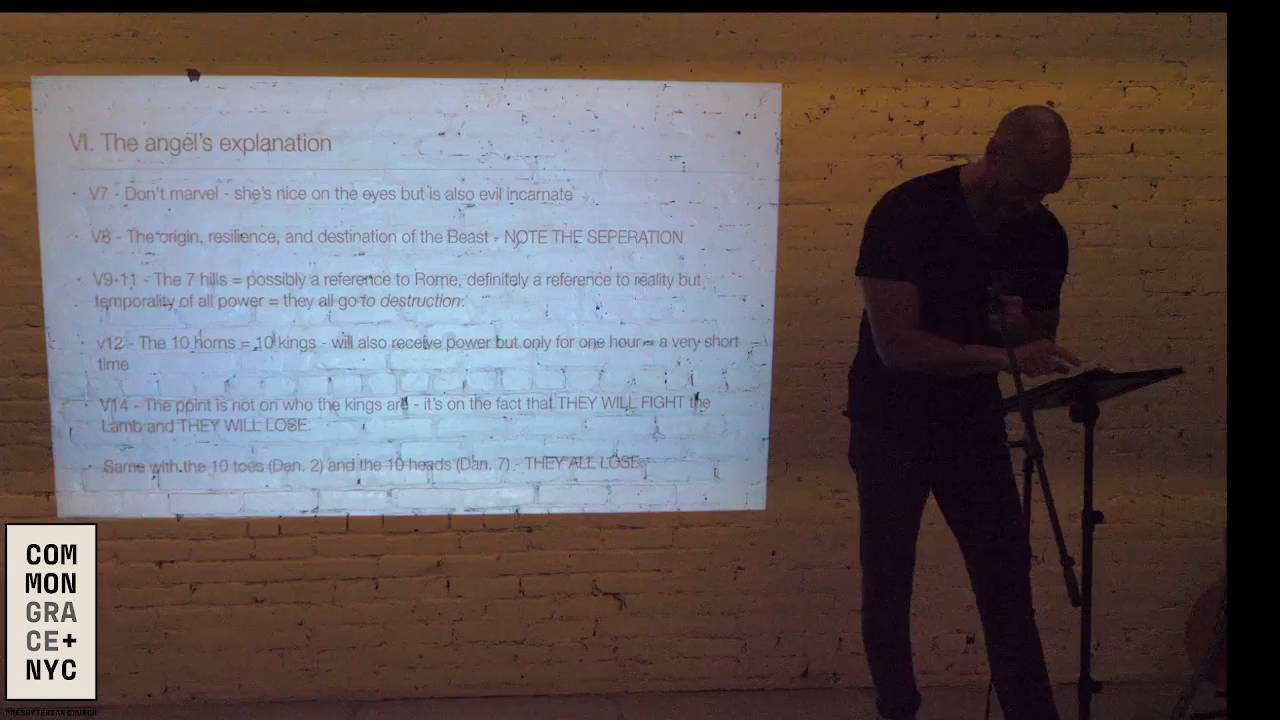 VI. The angel's explanation
• V7 - Don't marvel - she's nice on the eyes but is also evil incarnate
• V8 - The origin, resilience, and destination of the Beast - NOTE THE SEPERATION
• V9-11 - The 7 hills = possibly a reference to Rome, definitely a reference to reality but
temporality of all power = they all go to destruction.
• v12 - The 10 horns = 10 kings - will also receive power but only for one hour = a very short
time
• V14 - The point is not on who the kings are - it's on the fact that THEY WILL FIGHT the
Lamb and THEY WILL LOSE.
• Same with the 10 toes (Dan. 2) and the 10 heads (Dan. 7) - THEY ALL LOSE.
COM
MON
GRA
CE+
NYC
PRESBYTERIAN CHURCH